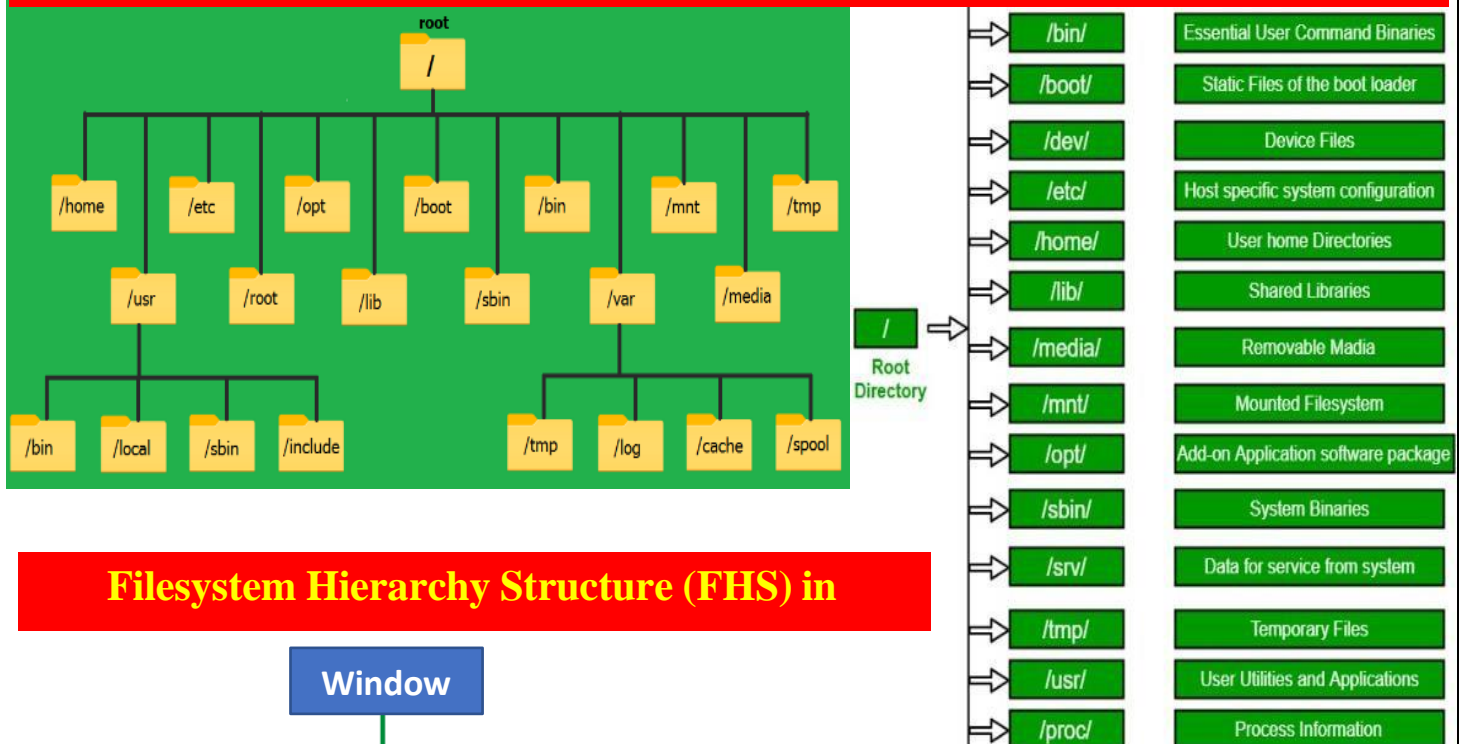 root
/
/home
/etc
/opt
/boot
/bin
/mnt
/tmp
/usr
/root
/lib
/sbin
/var
/media
/bin
/local
/sbin
/include
/tmp
/log
/cache
/spool
Filesystem Hierarchy Structure (FHS) in
Window
/
Root
Directory
/bin/ Essential User Command Binaries
/boot/ Static Files of the boot loader
/dev/ Device Files
/etc/ Host specific system configuration
/home/ User home Directories
/lib/ Shared Libraries
/media/ Removable Madia
/mnt/ Mounted Filesystem
/opt/ Add-on Application software package
/sbin/ System Binaries
/srv/ Data for service from system
/tmp/ Temporary Files
/usr/ User Utilities and Applications
/proc/ Process Information